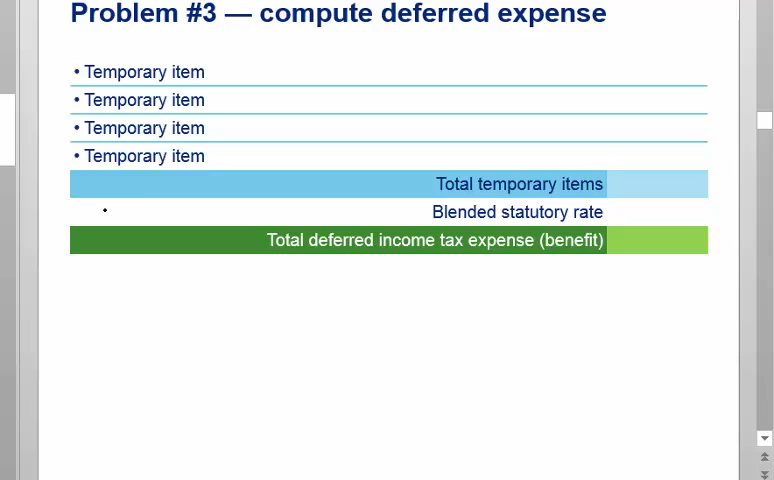 Problem #3 — compute deferred expense
• Temporary item
• Temporary item
• Temporary item
• Temporary item
Total temporary items
• Blended statutory rate
Total deferred income tax expense (benefit)